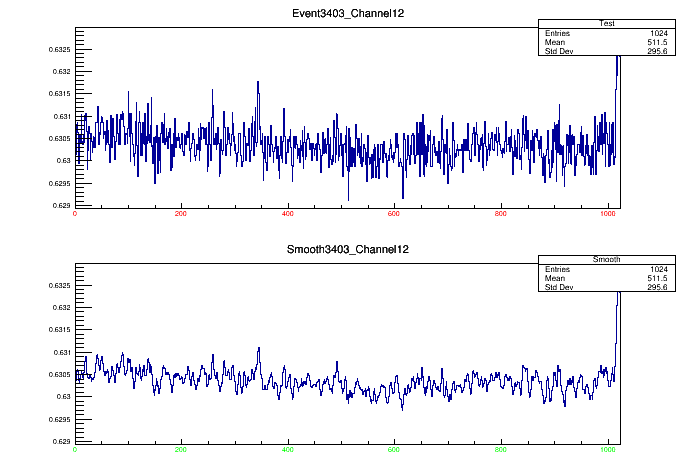 Event3403_Channel12
Test
Entries 1024
Mean 511.5
Std Dev 295.6
0.6325
0.632
0.6315
0.631
0.6305
0.63
0.6295
0.629
0 200 400 600 800 1000
Smooth3403_Channel12
Smooth
Entries 1024
Mean 511.5
Std Dev 295.6
0.6325
0.632
0.6315
0.631
0.6305
0.63
0.6295
0.629
0 200 400 600 800 1000